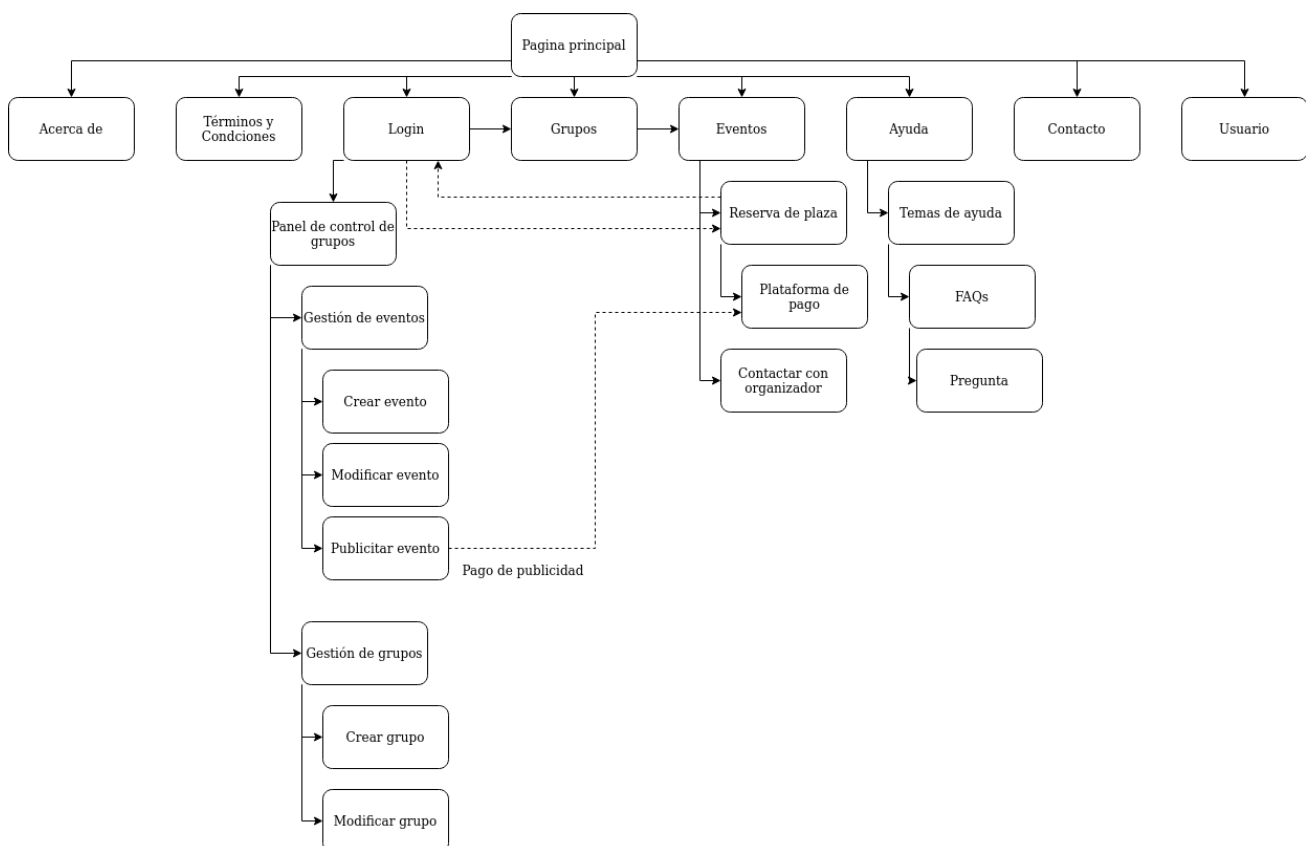 Pagina principal
Acerca de
Términos y
Condciones
Login
Grupos
Eventos
Ayuda
Contacto
Usuario
Panel de control de
grupos
Reserva de plaza
Temas de ayuda
Gestión de eventos
Plataforma de
pago
FAQs
Crear evento
Contactar con
organizador
Pregunta
Modificar evento
Publicitar evento
Pago de publicidad
Gestión de grupos
Crear grupo
Modificar grupo